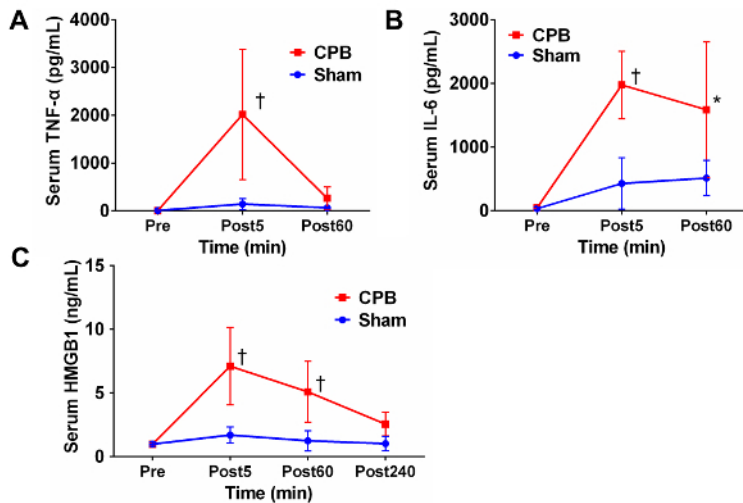 A
Serum TNF-α (pg/mL)
4000
3000
2000
1000
0
CPB
Sham
†
Pre
Post5
Post60
Time (min)
B
Serum IL-6 (pg/mL)
3000
2000
1000
0
CPB
Sham
†
*
Pre
Post5
Post60
Time (min)
C
Serum HMGB1 (ng/mL)
15
10
5
0
CPB
Sham
†
†
Pre
Post5
Post60
Post240
Time (min)